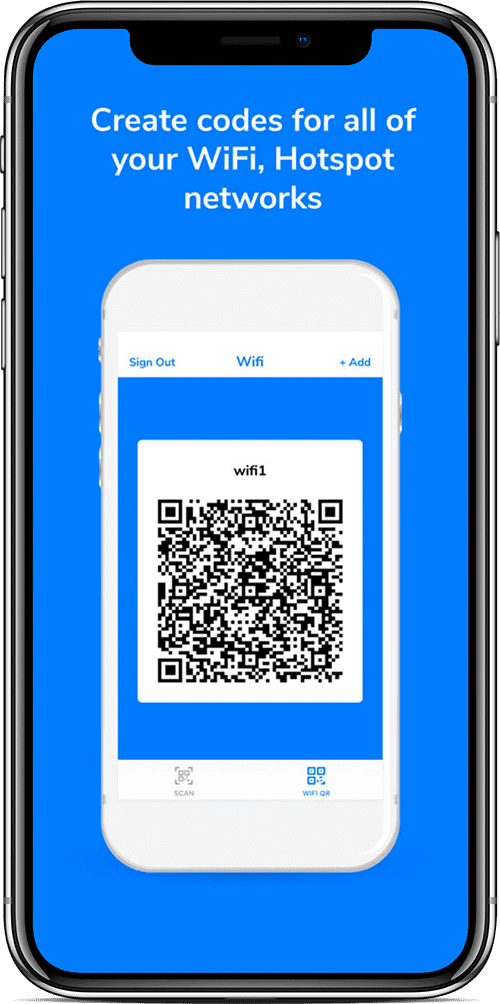 Create codes for all of
your WiFi, Hotspot
networks
Sign Out Wifi + Add
wifi1
SCAN WIFI QR